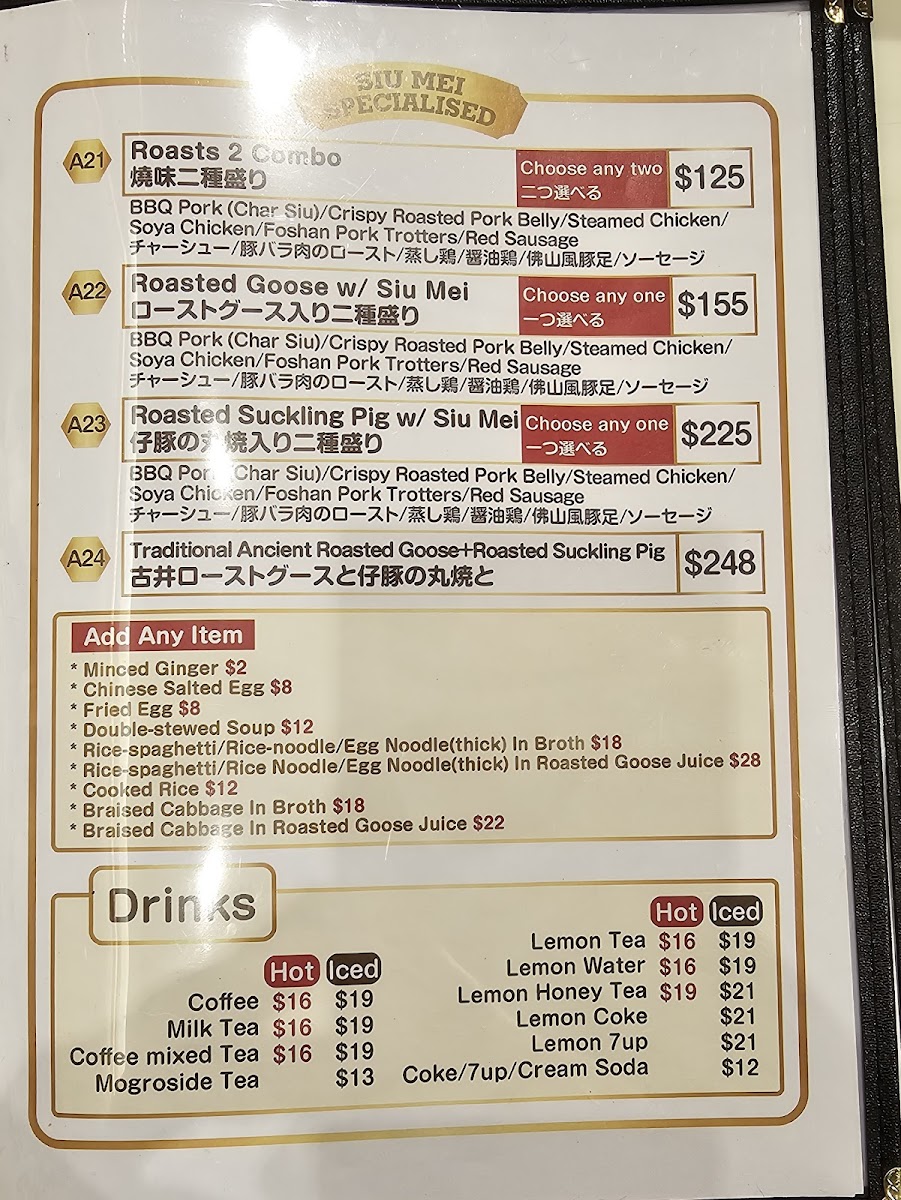 SIU MEI
SPECIALISED
A21
Roasts 2 Combo
燒味二種盛り
Choose any two
二つ選べる
$125
BBQ Pork (Char Siu)/Crispy Roasted Pork Belly/Steamed Chicken/
Soya Chicken/Foshan Pork Trotters/Red Sausage
チャーシュー/豚バラ肉のロースト/蒸し鶏/醤油鶏/佛山風豚足/ソーセージ
A22
Roasted Goose w/ Siu Mei
ローストグース入り二種盛り
Choose any one
一つ選べる
$155
BBQ Pork (Char Siu)/Crispy Roasted Pork Belly/Steamed Chicken/
Soya Chicken/Foshan Pork Trotters/Red Sausage
チャーシュー/豚バラ肉のロースト/蒸し鶏/醤油鶏/佛山風豚足/ソーセージ
A23
Roasted Suckling Pig w/ Siu Mei
仔豚の丸焼入り二種盛り
Choose any one
一つ選べる
$225
BBQ Pork (Char Siu)/Crispy Roasted Pork Belly/Steamed Chicken/
Soya Chicken/Foshan Pork Trotters/Red Sausage
チャーシュー/豚バラ肉のロースト/蒸し鶏/醤油鶏/佛山風豚足/ソーセージ
A24
Traditional Ancient Roasted Goose+Roasted Suckling Pig
古井ローストグースと仔豚の丸焼と
$248
Add Any Item
* Minced Ginger $2
* Chinese Salted Egg $8
* Fried Egg $8
* Double-stewed Soup $12
* Rice-spaghetti/Rice-noodle/Egg Noodle(thick) In Broth $18
* Rice-spaghetti/Rice Noodle/Egg Noodle(thick) In Roasted Goose Juice $28
* Cooked Rice $12
* Braised Cabbage In Broth $18
* Braised Cabbage In Roasted Goose Juice $22
Drinks
Hot Iced
Coffee $16 $19
Milk Tea $16 $19
Coffee mixed Tea $16 $19
Mogroside Tea $13
Hot Iced
Lemon Tea $16 $19
Lemon Water $16 $19
Lemon Honey Tea $19 $21
Lemon Coke $21
Lemon 7up $21
Coke/7up/Cream Soda $12